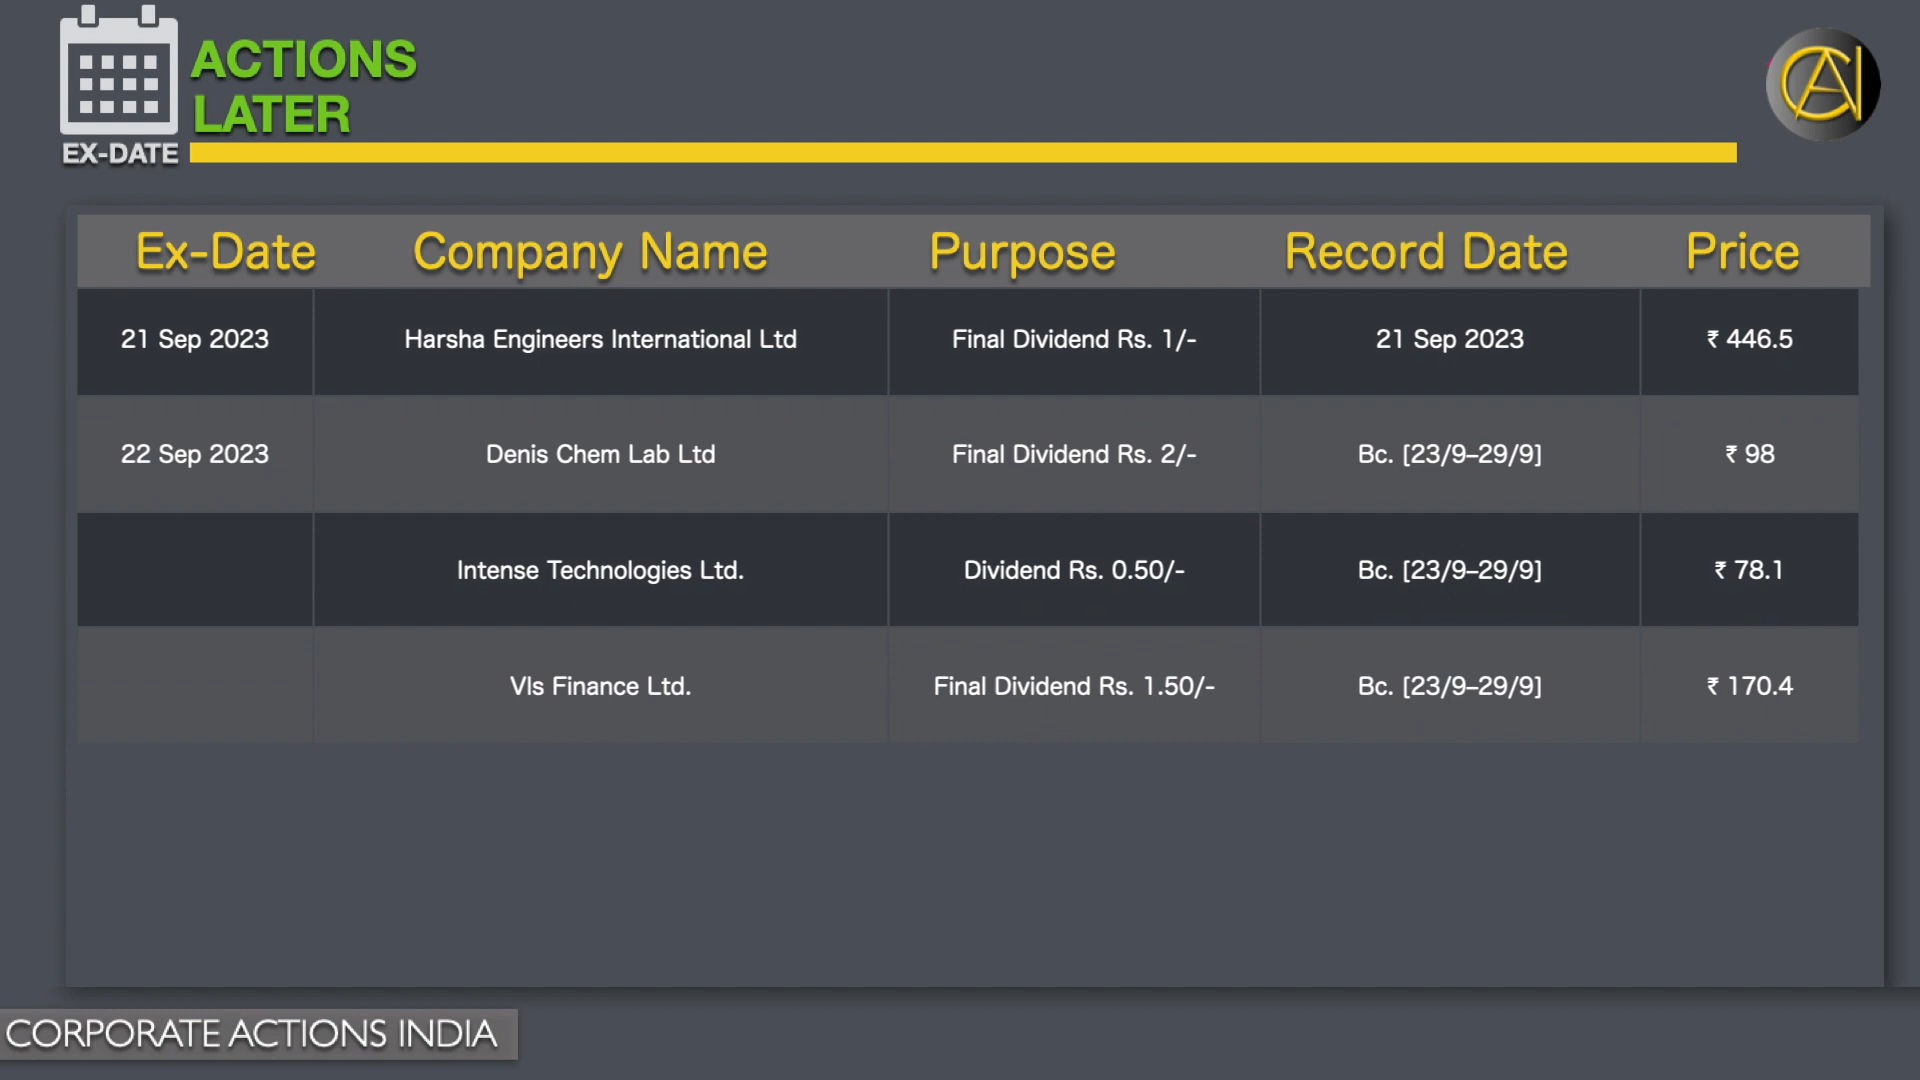 ACTIONS
LATER
EX-DATE
CAI
Ex-Date Company Name Purpose Record Date Price
21 Sep 2023 Harsha Engineers International Ltd Final Dividend Rs. 1/- 21 Sep 2023 ₹ 446.5
22 Sep 2023 Denis Chem Lab Ltd Final Dividend Rs. 2/- Bc. [23/9–29/9] ₹ 98
Intense Technologies Ltd. Dividend Rs. 0.50/- Bc. [23/9–29/9] ₹ 78.1
Vls Finance Ltd. Final Dividend Rs. 1.50/- Bc. [23/9–29/9] ₹ 170.4
CORPORATE ACTIONS INDIA